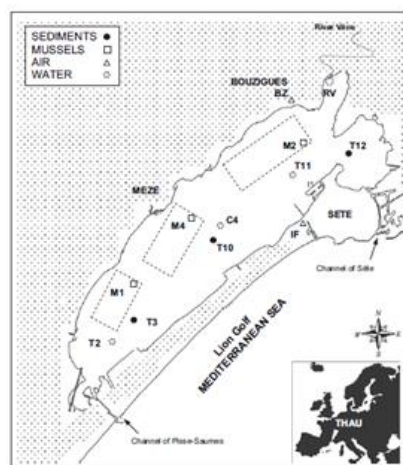 SEDIMENTS
MUSSELS
AIR
WATER
River Vène
BOUZIGUES
BZ
RV
M2
T12
T11
MEZE
M4
C4
SETE
T10
IF
Channel of Sète
M1
T3
T2
Lion Golf
MEDITERRANEAN SEA
N
THAU
Channel of Pisse-Saumes